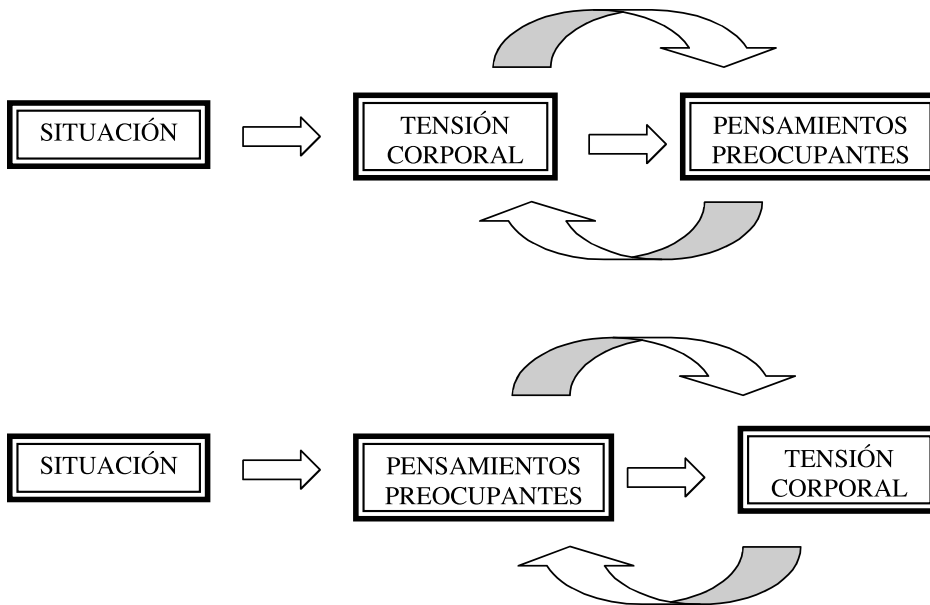 SITUACIÓN
TENSIÓN
CORPORAL
PENSAMIENTOS
PREOCUPANTES
SITUACIÓN
PENSAMIENTOS
PREOCUPANTES
TENSIÓN
CORPORAL